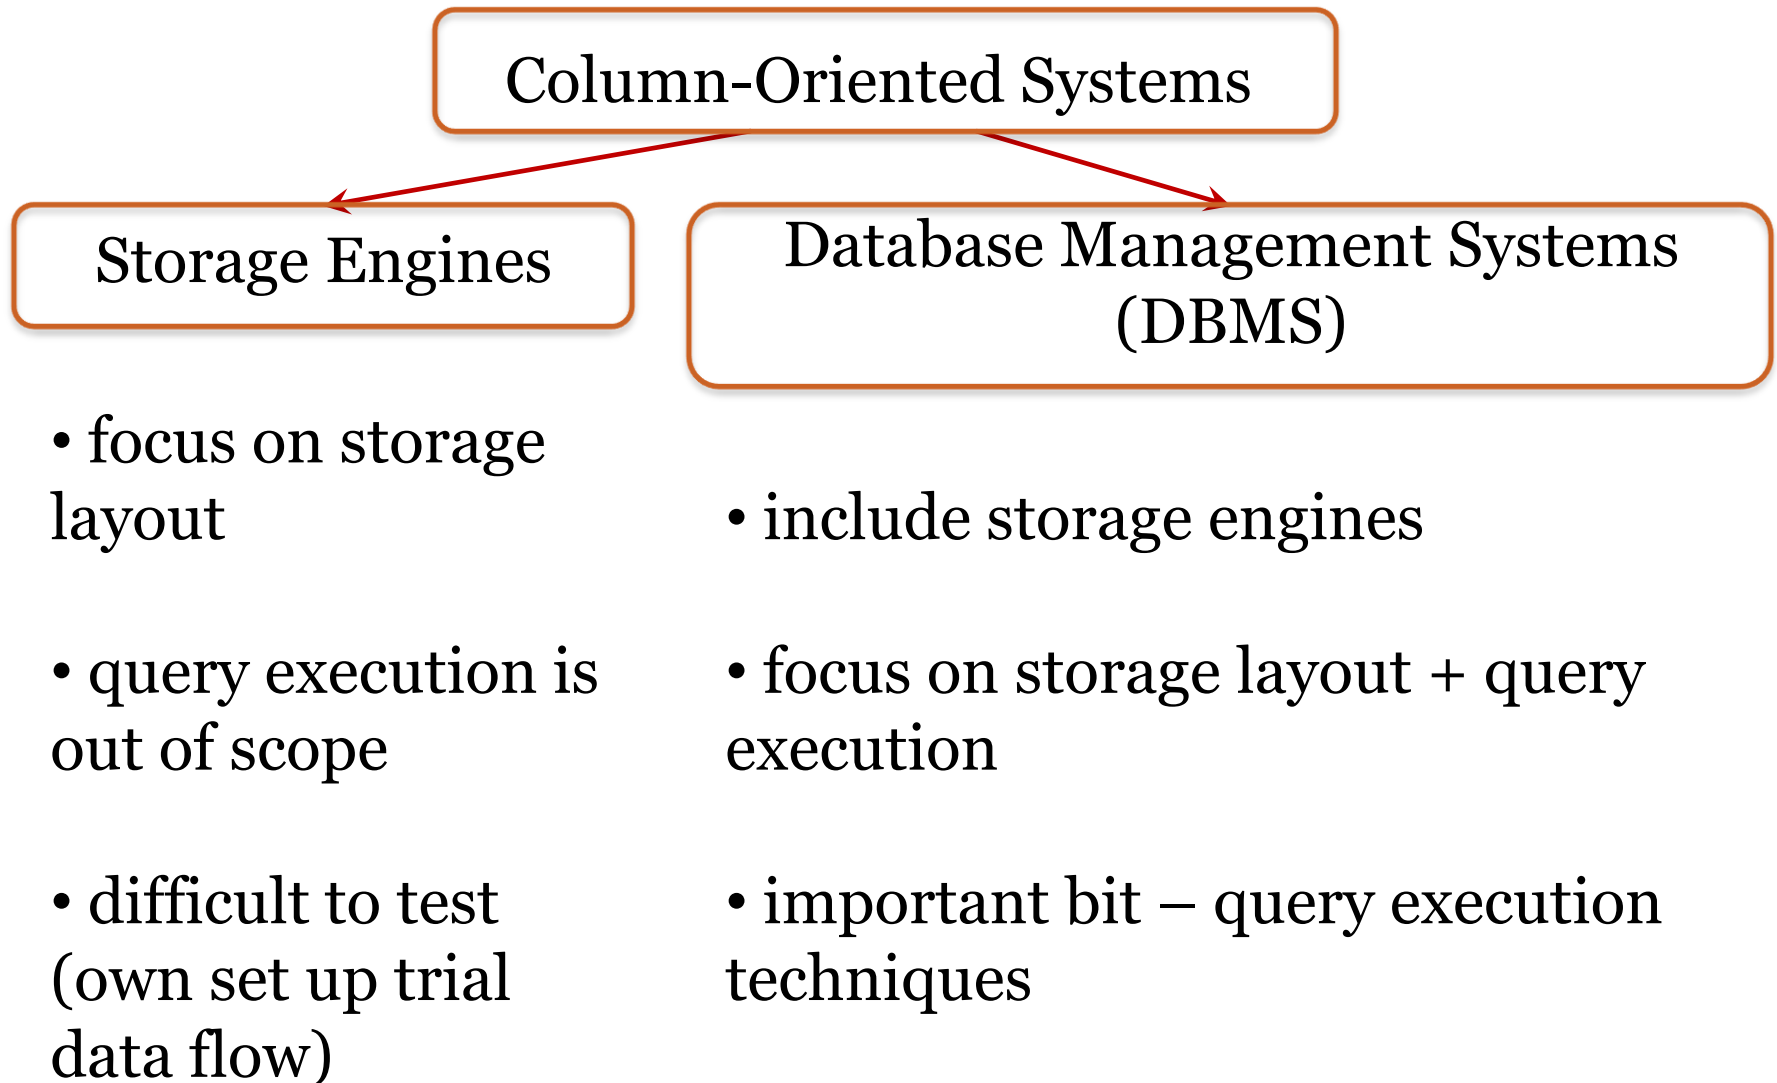 Column-Oriented Systems
Storage Engines
Database Management Systems
(DBMS)
• focus on storage
layout
• query execution is
out of scope
• difficult to test
(own set up trial
data flow)
• include storage engines
• focus on storage layout + query
execution
• important bit – query execution
techniques